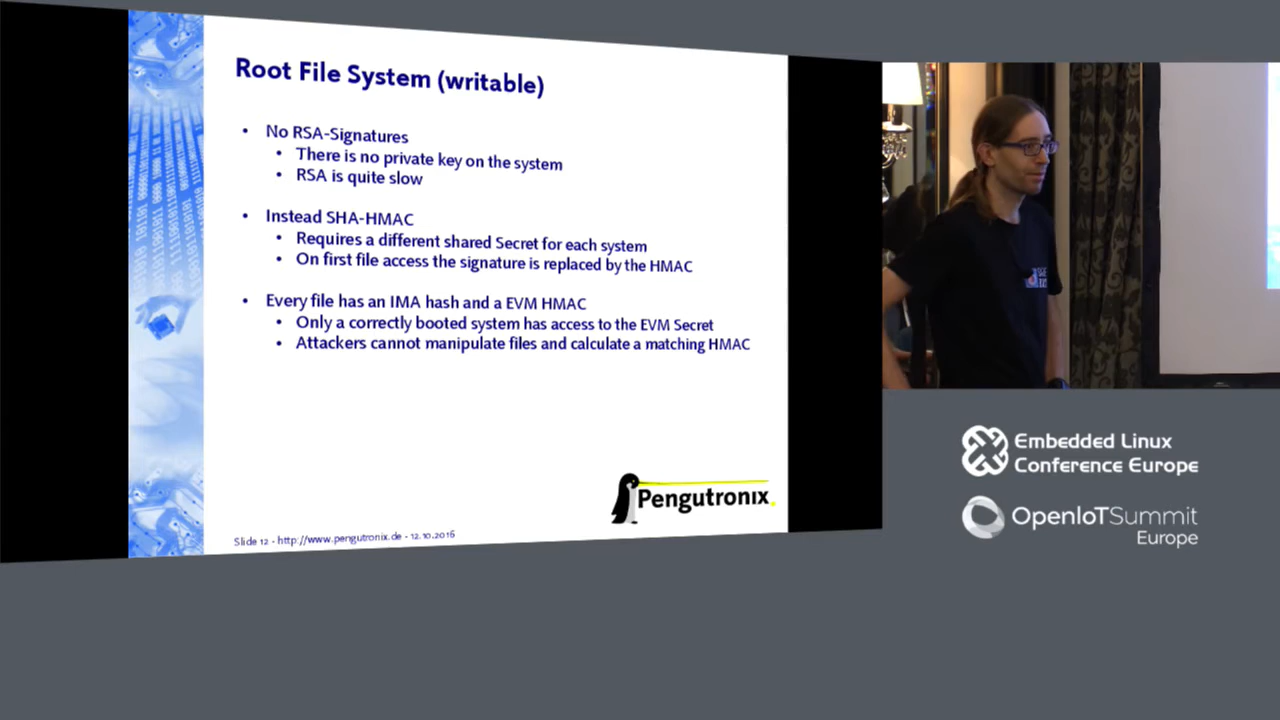 Root File System (writable)
• No RSA-Signatures
• There is no private key on the system
• RSA is quite slow
• Instead SHA-HMAC
• Requires a different shared Secret for each system
• On first file access the signature is replaced by the HMAC
• Every file has an IMA hash and a EVM HMAC
• Only a correctly booted system has access to the EVM Secret
• Attackers cannot manipulate files and calculate a matching HMAC
Pengutronix
Slide 12 - http://www.pengutronix.de - 12.10.2016
Embedded Linux
Conference Europe
OpenIoTSummit
Europe